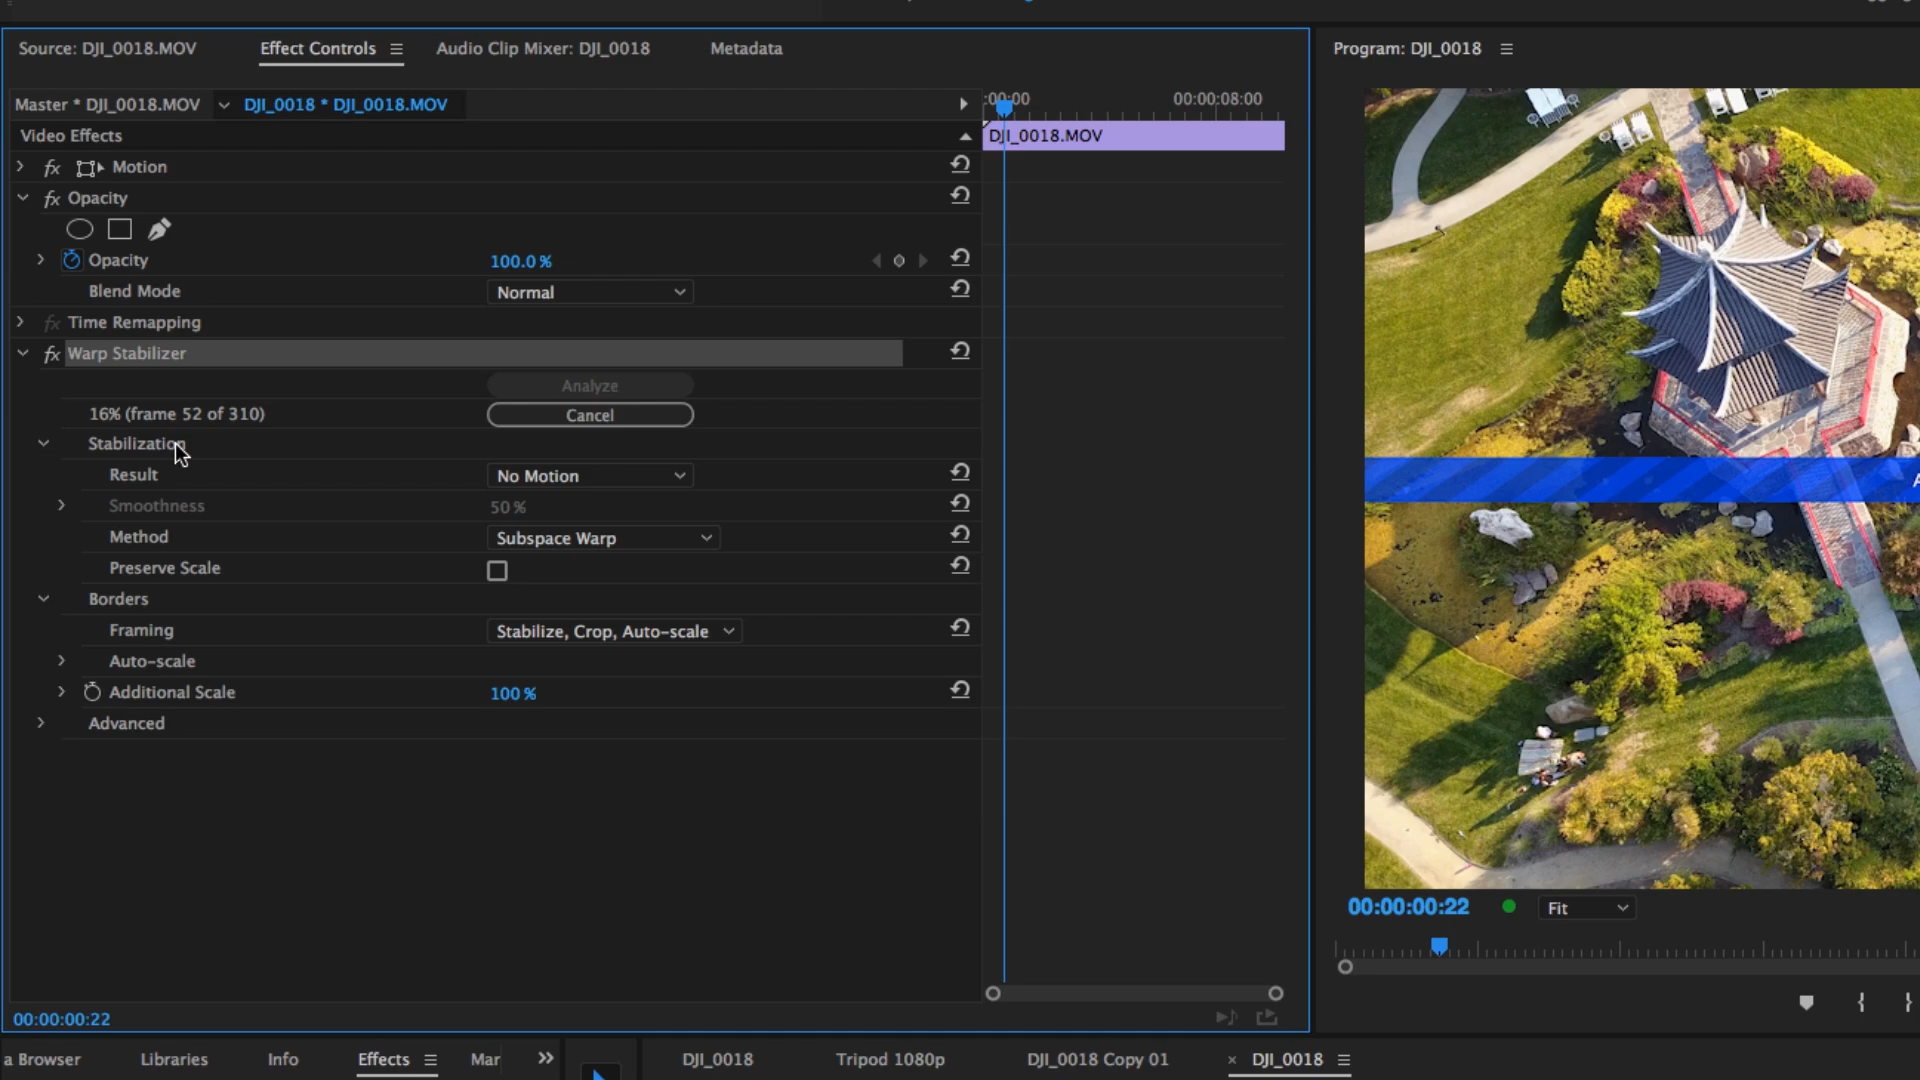 Source: DJI_0018.MOV
Effect Controls
Audio Clip Mixer: DJI_0018
Metadata
Program: DJI_0018
Master * DJI_0018.MOV
DJI_0018 * DJI_0018.MOV
:00:00
00:00:08:00
Video Effects
DJI_0018.MOV
fx Motion
fx Opacity
Opacity
100.0 %
Blend Mode
Normal
fx Time Remapping
fx Warp Stabilizer
Analyze
16% (frame 52 of 310)
Cancel
Stabilization
Result
No Motion
Smoothness
50 %
Method
Subspace Warp
Preserve Scale
Borders
Framing
Stabilize, Crop, Auto-scale
Auto-scale
Additional Scale
100 %
Advanced
00:00:00:22
Fit
00:00:00:22
a Browser
Libraries
Info
Effects
Mar
DJI_0018
Tripod 1080p
DJI_0018 Copy 01
× DJI_0018